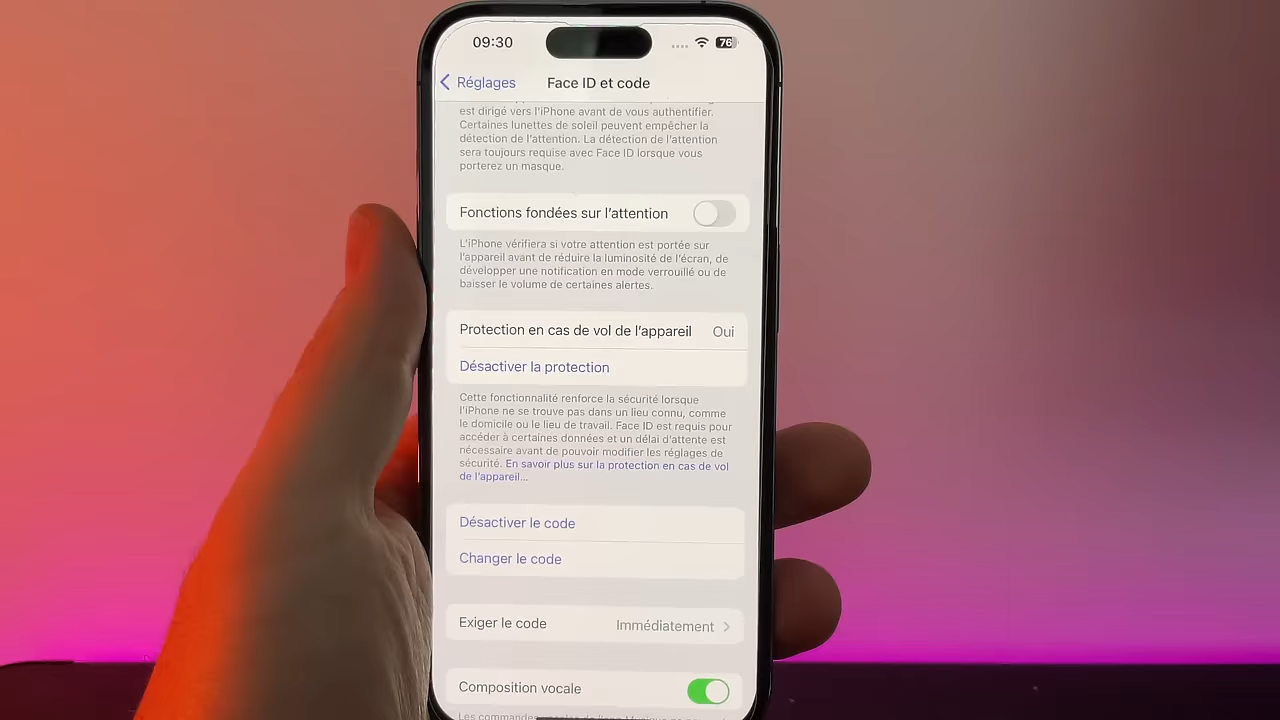 09:30
76
Réglages
Face ID et code
est dirigé vers l'iPhone avant de vous authentifier.
Certaines lunettes de soleil peuvent empêcher la
détection de l'attention. La détection de l'attention
sera toujours requise avec Face ID lorsque vous
porterez un masque.
Fonctions fondées sur l'attention
L'iPhone vérifiera si votre attention est portée sur
l'appareil avant de réduire la luminosité de l'écran, de
développer une notification en mode verrouillé ou de
baisser le volume de certaines alertes.
Protection en cas de vol de l'appareil Oui
Désactiver la protection
Cette fonctionnalité renforce la sécurité lorsque
l'iPhone ne se trouve pas dans un lieu connu, comme
le domicile ou le lieu de travail. Face ID est requis pour
accéder à certaines données et un délai d'attente est
nécessaire avant de pouvoir modifier les réglages de
sécurité. En savoir plus sur la protection en cas de vol
de l'appareil...
Désactiver le code
Changer le code
Exiger le code Immédiatement
Composition vocale
Les commandes